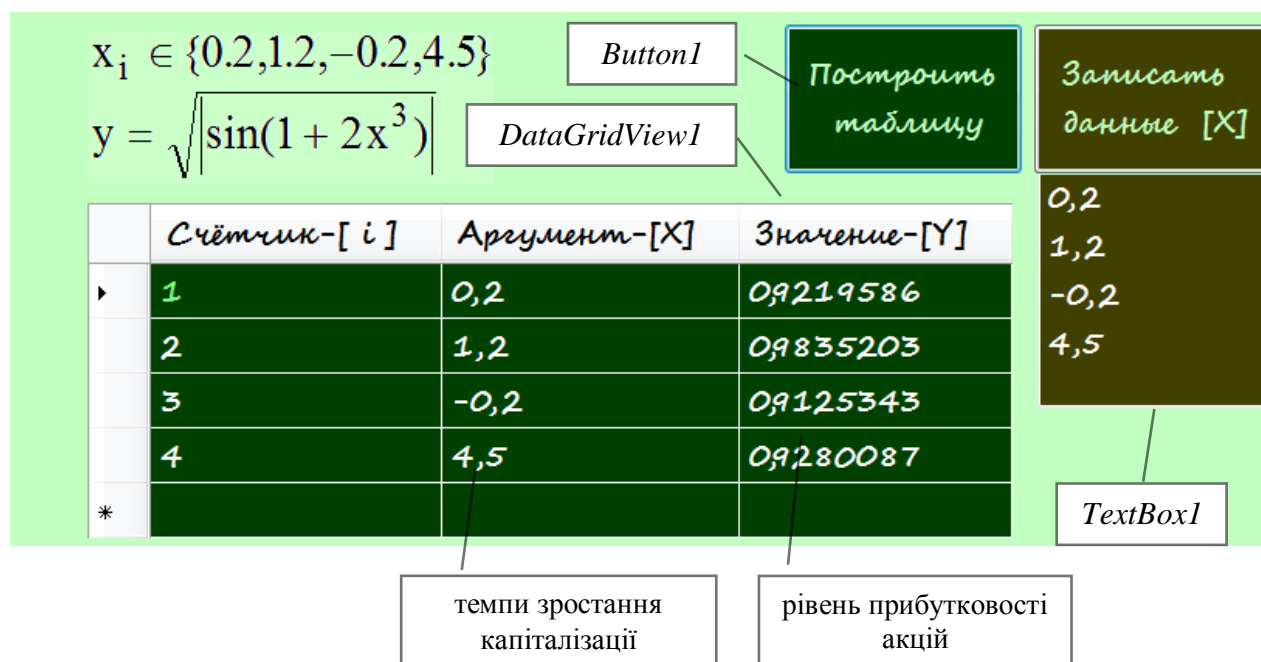 x_i ∈ {0.2,1.2,−0.2,4.5}
y = √|sin(1 + 2x³)|
Button1
DataGridView1
Построить
таблицу
Записать
данные [X]
0,2
1,2
-0,2
4,5
Счётчик-[ i ] Аргумент-[X] Значение-[Y]
1 0,2 0,9219586
2 1,2 0,9835203
3 -0,2 0,9125343
4 4,5 0,9280087
*
TextBox1
темпи зростання
капіталізації
рівень прибутковості
акцій